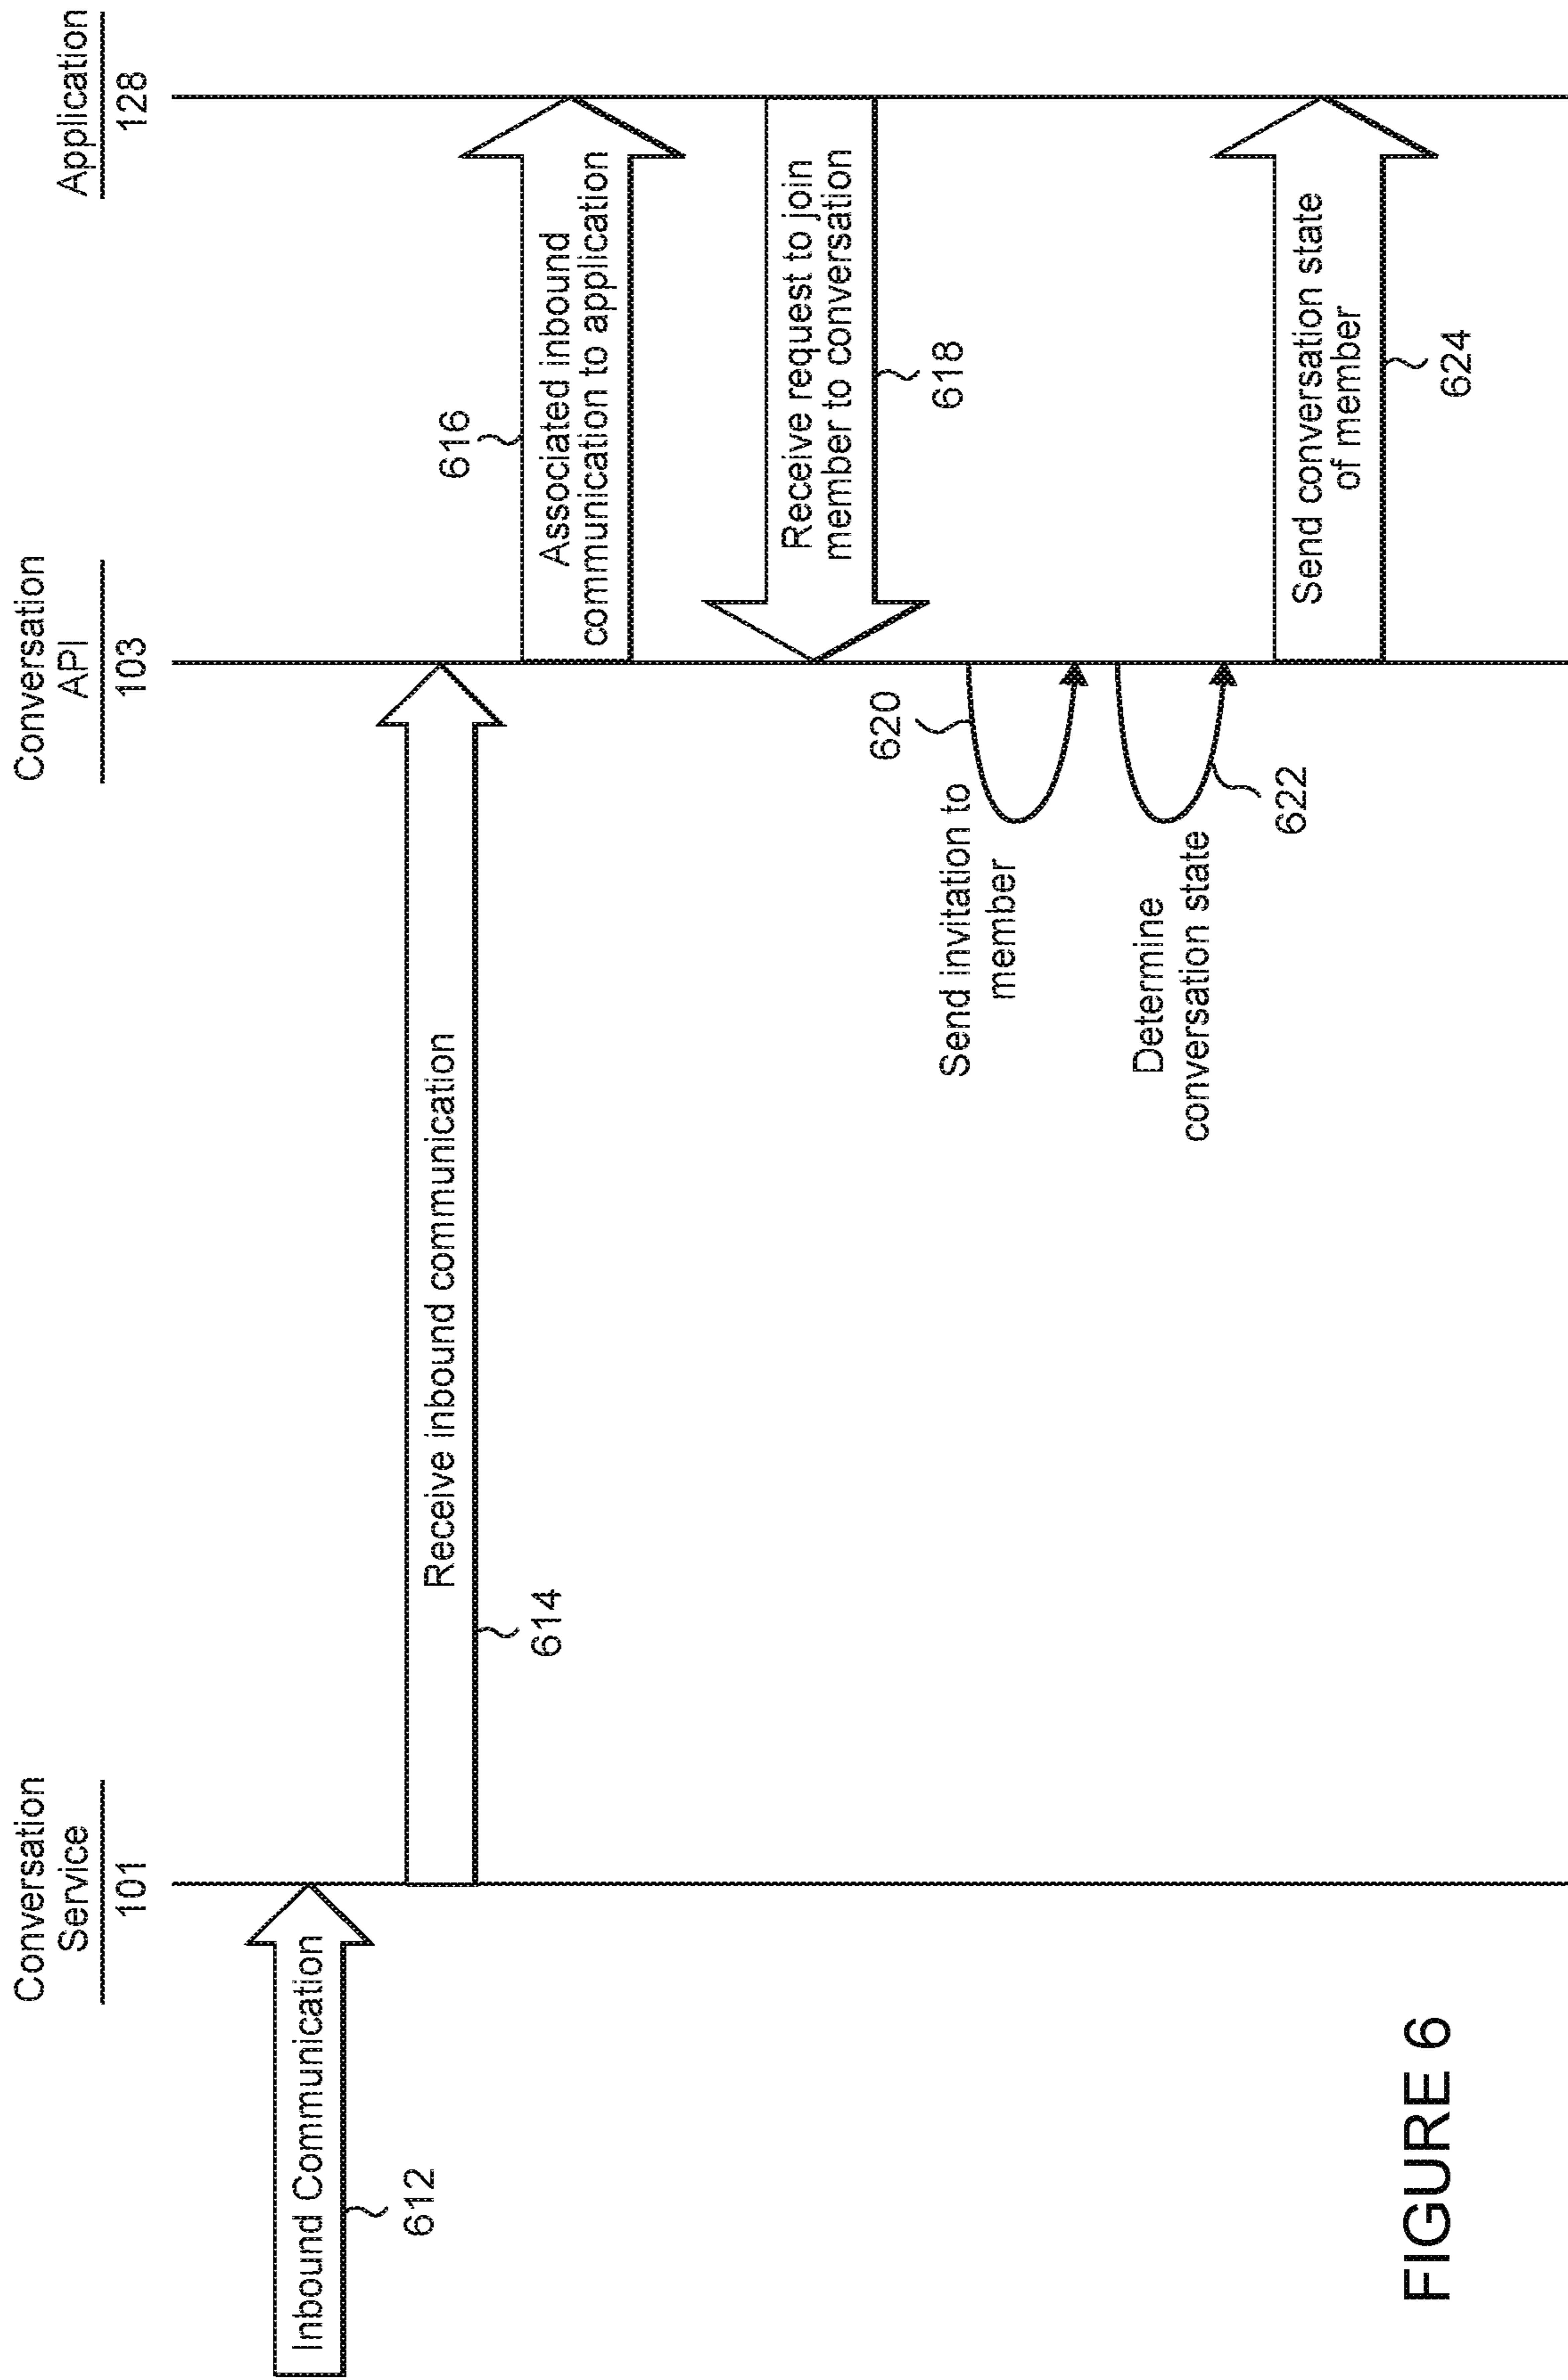 Conversation
Service
101
Conversation
API
103
Application
128
Inbound Communication
612
Receive inbound communication
614
616
Associated inbound
communication to application
Receive request to join
member to conversation
618
620
Send invitation to
member
Determine
conversation state
622
Send conversation state
of member
624
FIGURE 6